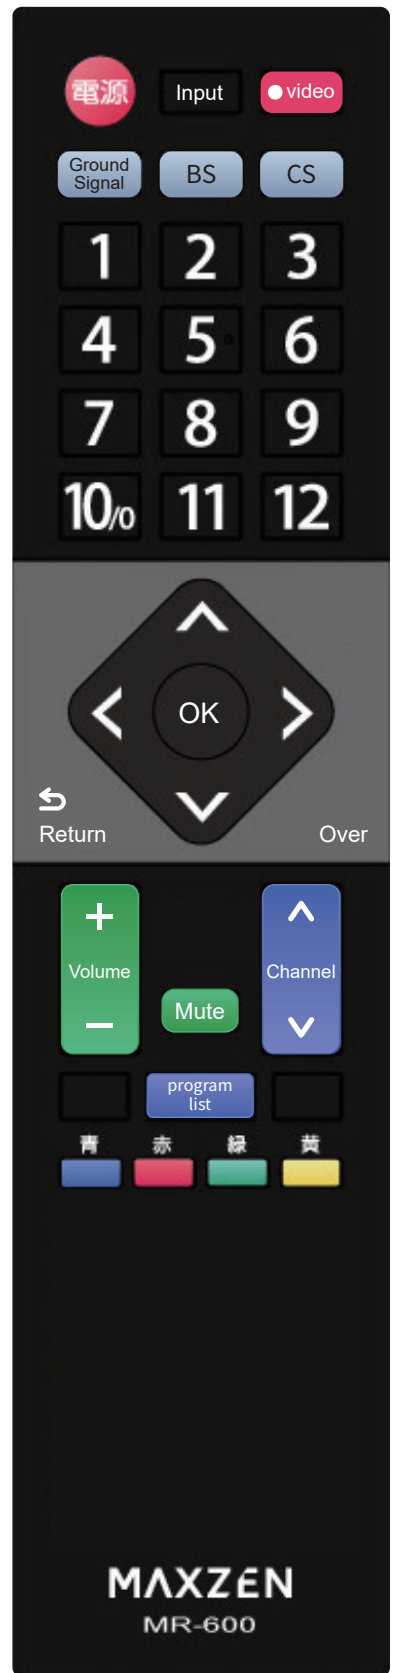 電源
Input
video
Ground
Signal
BS
CS
1
2
3
4
5
6
7
8
9
10/0
11
12
OK
Return
Over
+
Volume
−
Mute
Channel
program
list
青 赤 緑 黄
MAXZEN
MR-600